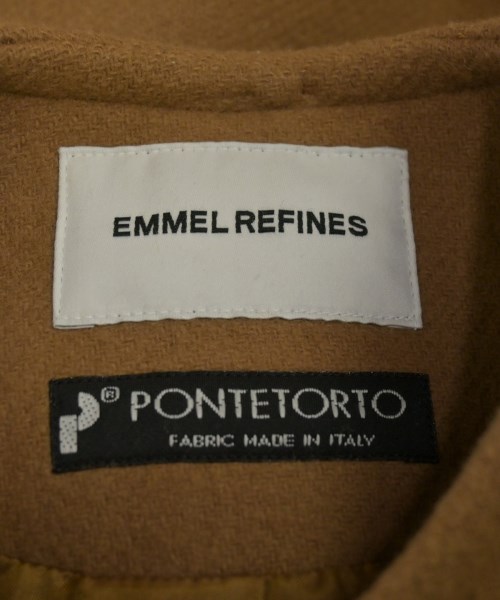 EMMEL REFINES
P® PONTETORTO
FABRIC MADE IN ITALY